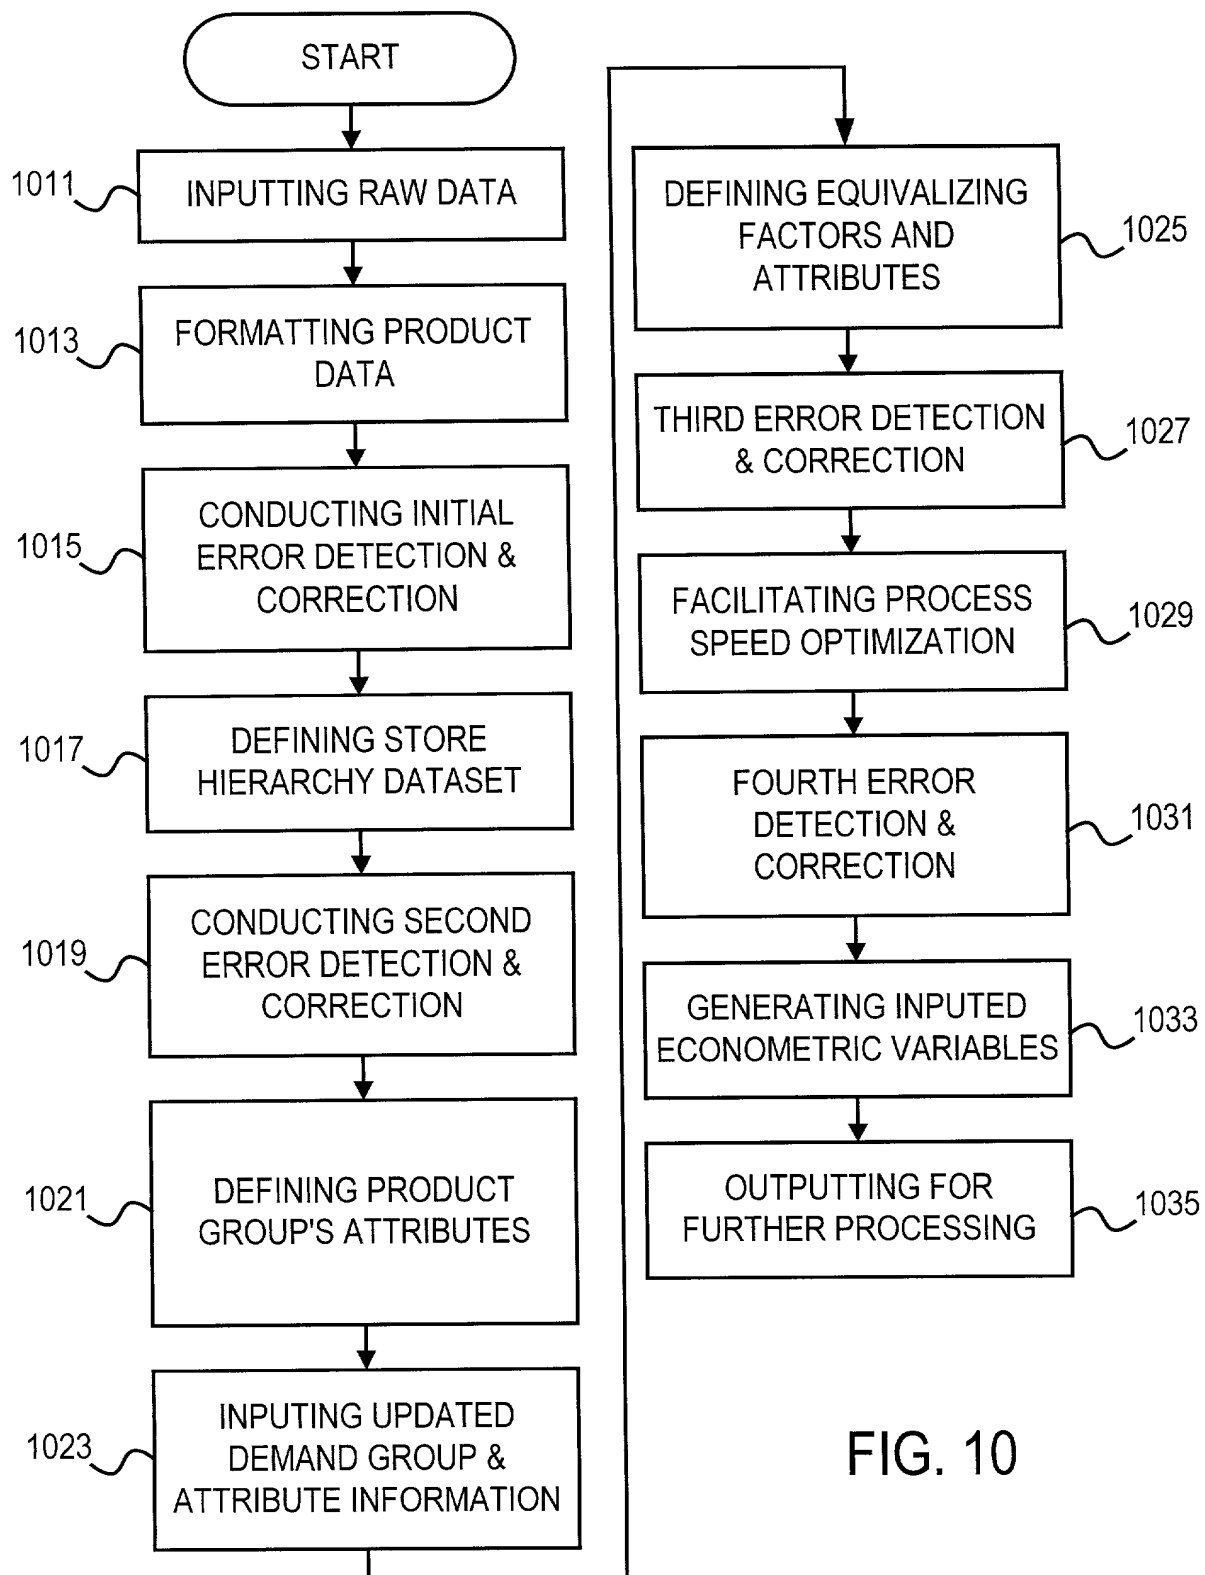 START
1011
INPUTTING RAW DATA
1013
FORMATTING PRODUCT
DATA
1015
CONDUCTING INITIAL
ERROR DETECTION &
CORRECTION
1017
DEFINING STORE
HIERARCHY DATASET
1019
CONDUCTING SECOND
ERROR DETECTION &
CORRECTION
1021
DEFINING PRODUCT
GROUP'S ATTRIBUTES
1023
INPUTING UPDATED
DEMAND GROUP &
ATTRIBUTE INFORMATION
DEFINING EQUIVALIZING
FACTORS AND
ATTRIBUTES
1025
THIRD ERROR DETECTION
& CORRECTION
1027
FACILITATING PROCESS
SPEED OPTIMIZATION
1029
FOURTH ERROR
DETECTION &
CORRECTION
1031
GENERATING INPUTED
ECONOMETRIC VARIABLES
1033
OUTPUTTING FOR
FURTHER PROCESSING
1035
FIG. 10